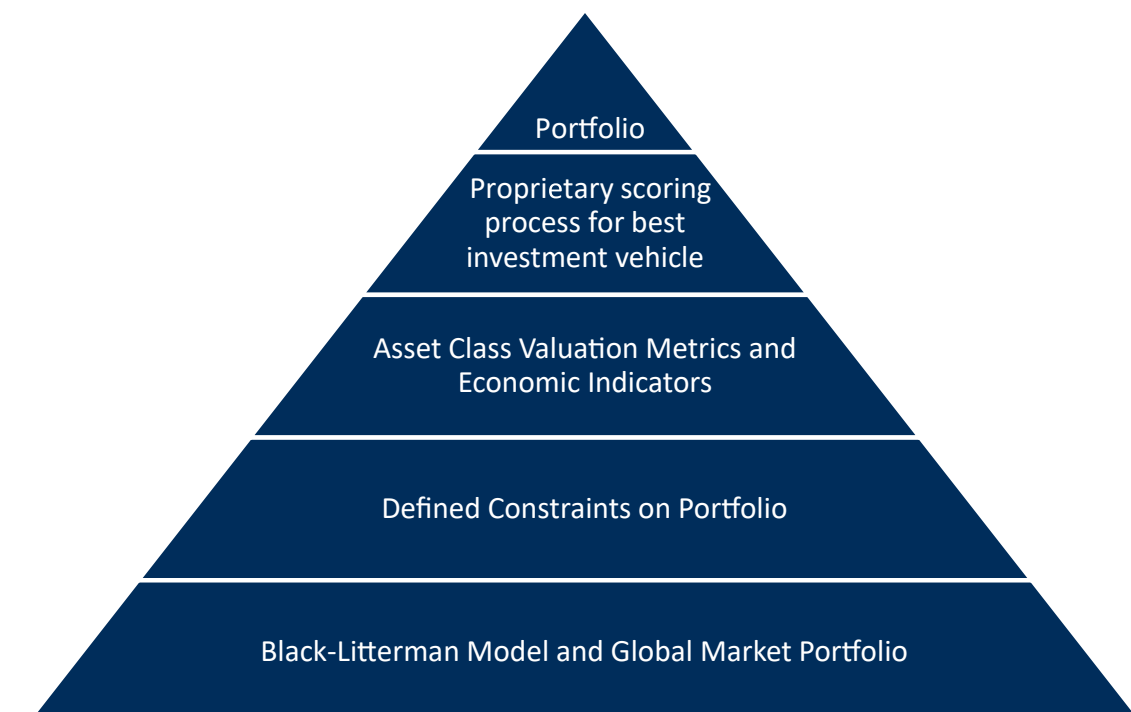 Portfolio
Proprietary scoring
process for best
investment vehicle
Asset Class Valuation Metrics and
Economic Indicators
Defined Constraints on Portfolio
Black-Litterman Model and Global Market Portfolio